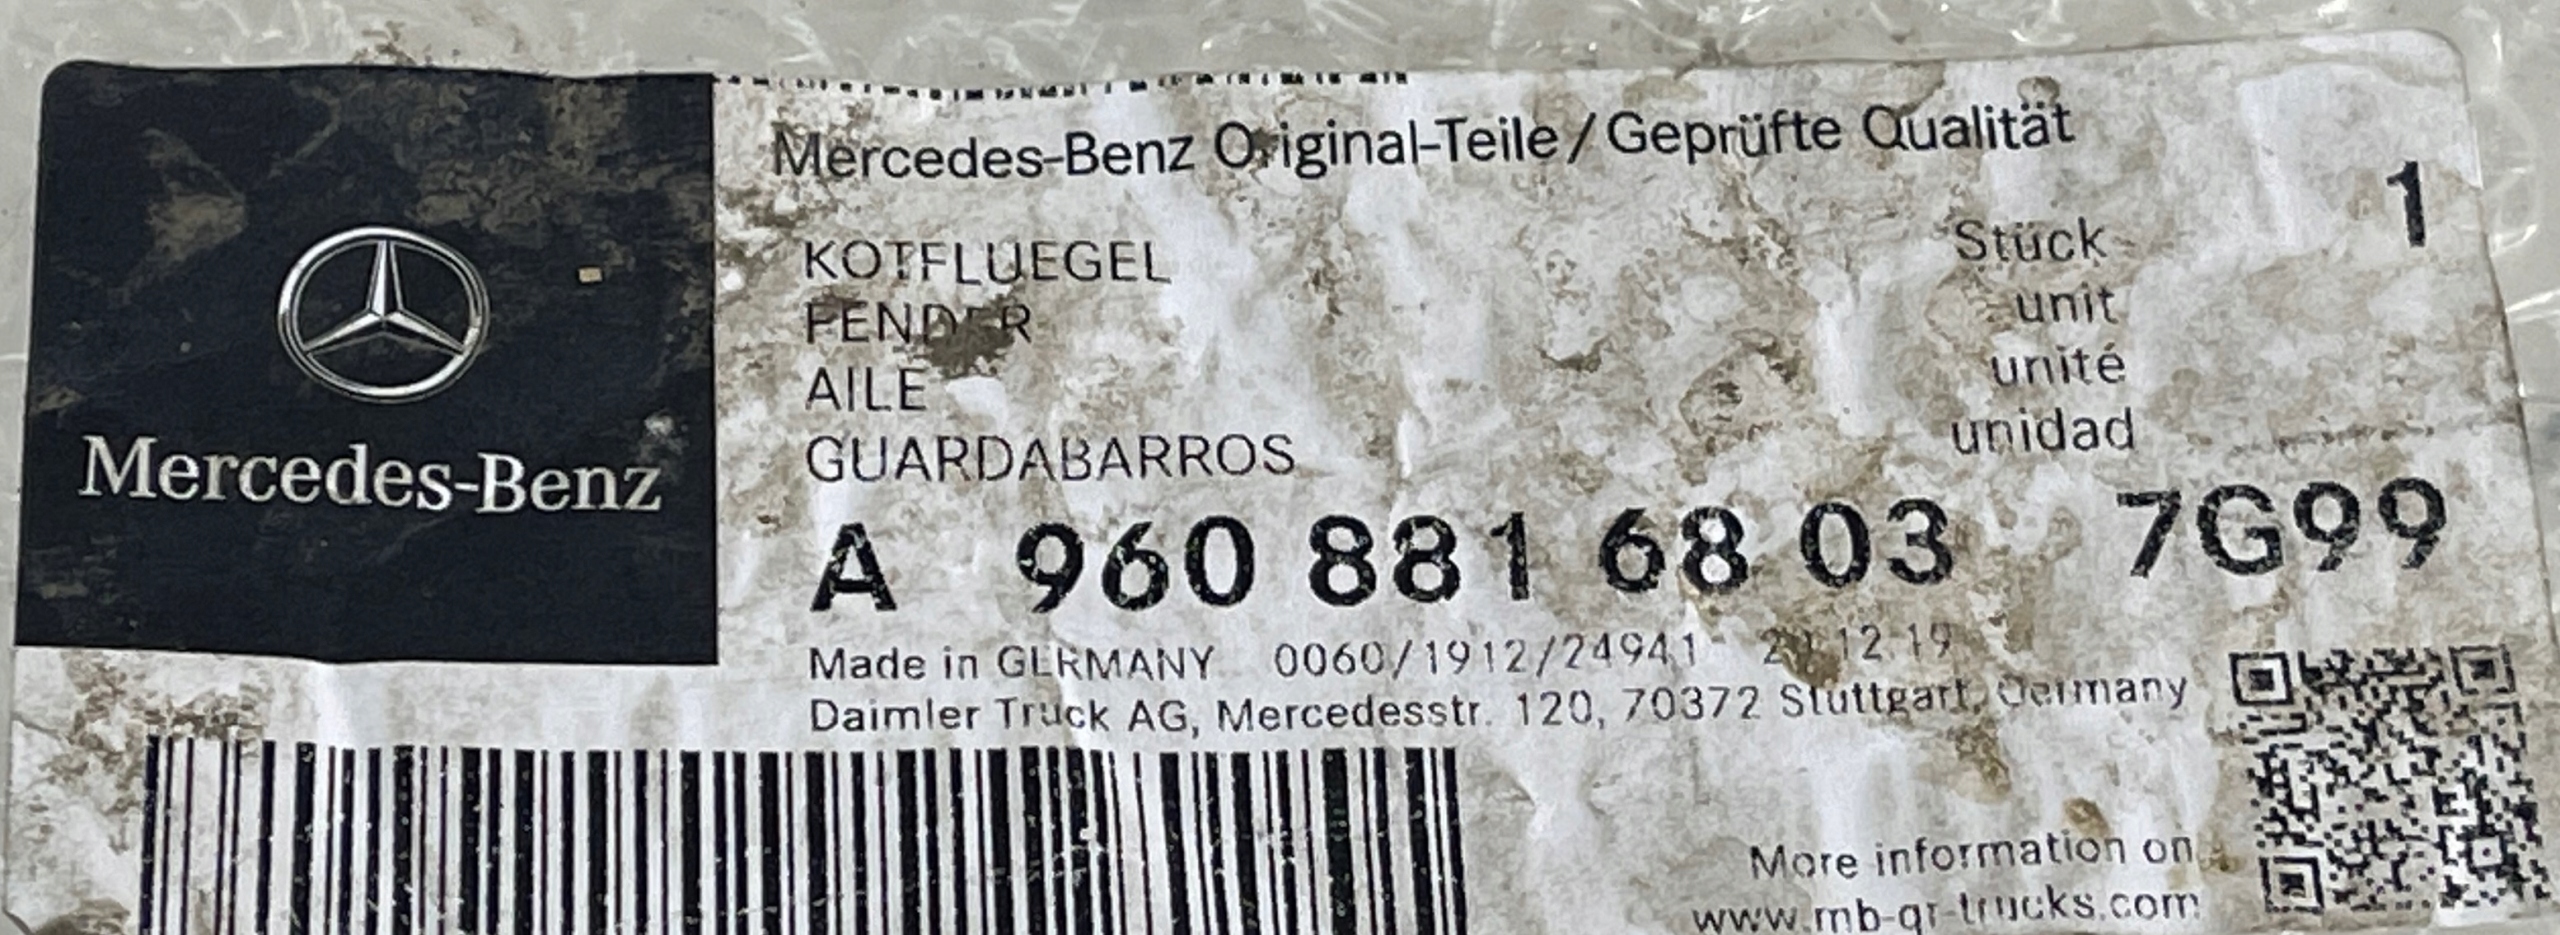 Mercedes-Benz
Mercedes-Benz Original-Teile / Geprüfte Qualität
1
KOTFLUEGEL
FENDER
AILE
GUARDABARROS
Stück
unit
unité
unidad
A 960 881 68 03 7G99
Made in GERMANY 0060/1912/24941 12.19
Daimler Truck AG, Mercedesstr. 120, 70372 Stuttgart, Germany
More information on
www.mb-qr-trucks.com